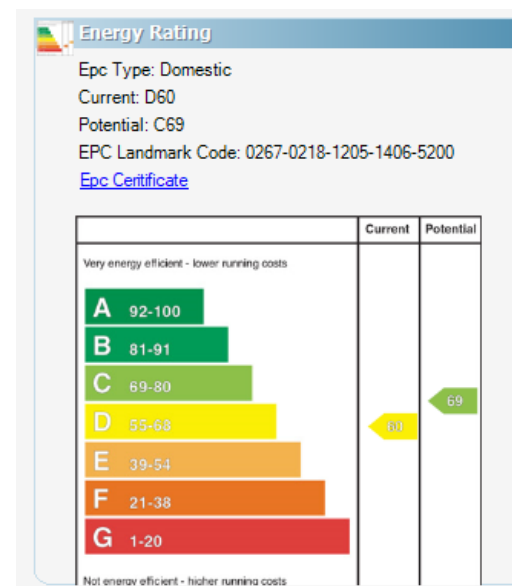 Energy Rating
Epc Type: Domestic
Current: D60
Potential: C69
EPC Landmark Code: 0267-0218-1205-1406-5200
Epc Ceritificate
Current Potential
Very energy efficient - lower running costs
A 92-100
B 81-91
C 69-80
69
D 55-68
60
E 39-54
F 21-38
G 1-20
Not energy efficient - higher running costs